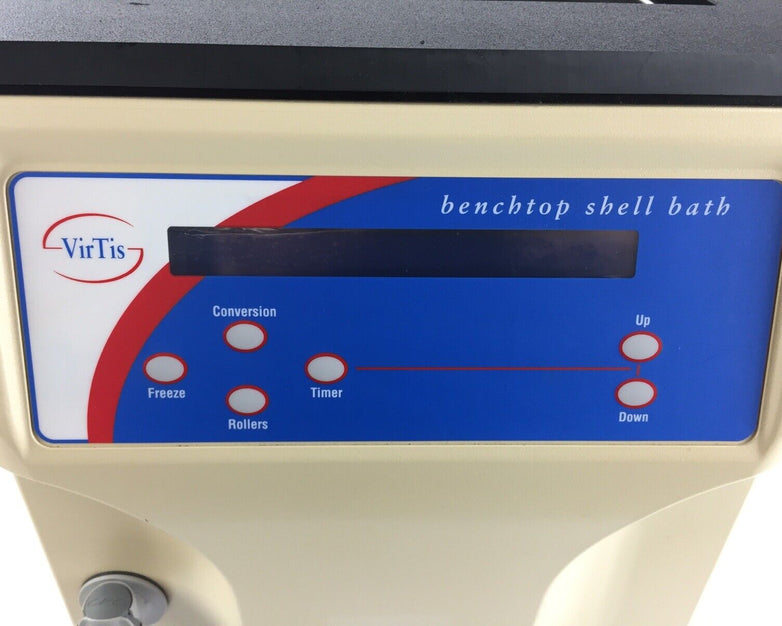 benchtop shell bath
VirTis
Conversion
Up
Freeze
Timer
Rollers
Down